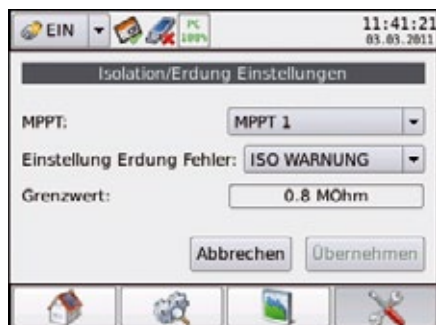 EIN
PC
100%
11:41:21
03.03.2011
Isolation/Erdung Einstellungen
MPPT: MPPT 1
Einstellung Erdung Fehler: ISO WARNUNG
Grenzwert: 0.8 MOhm
Abbrechen Übernehmen